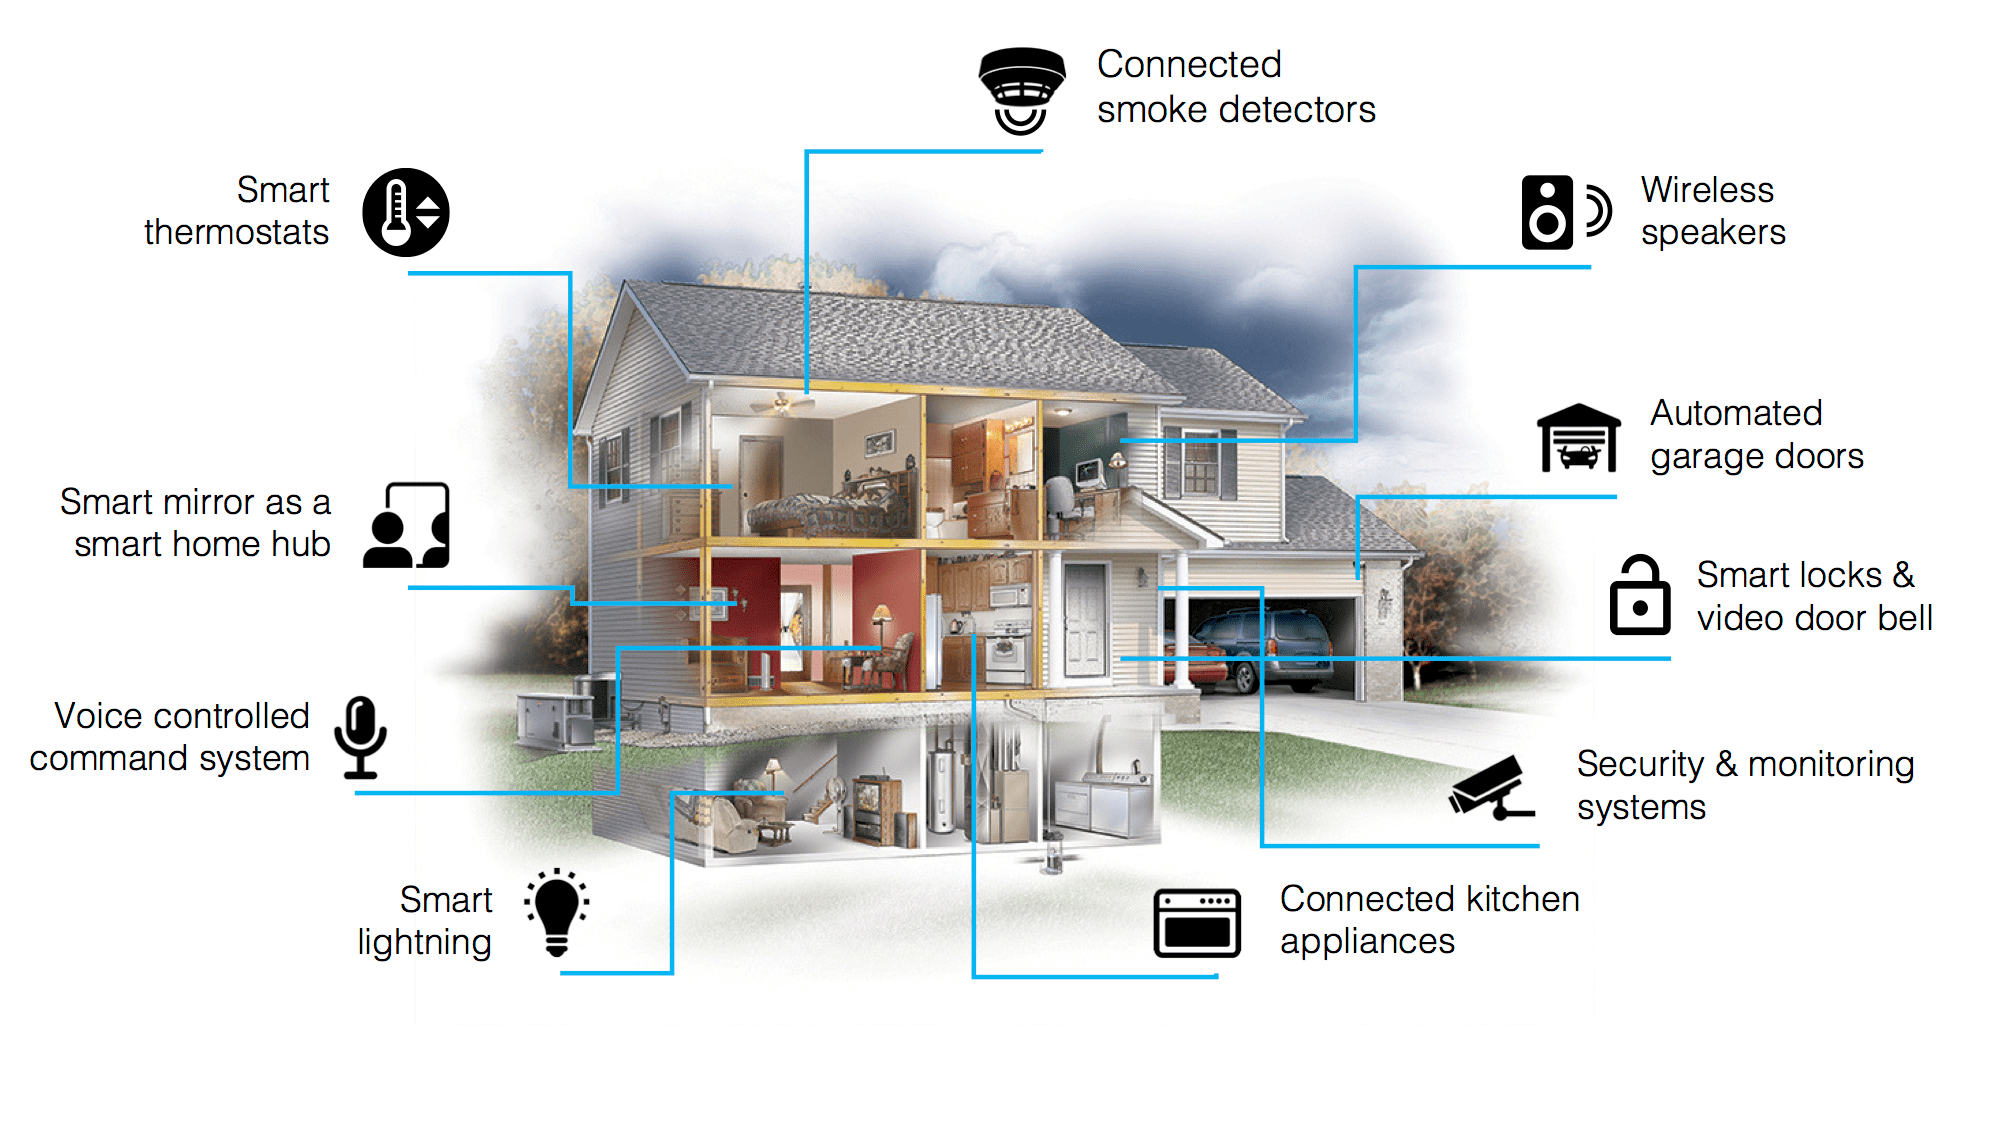 Connected
smoke detectors
Smart
thermostats
Wireless
speakers
Automated
garage doors
Smart mirror as a
smart home hub
Smart locks &
video door bell
Voice controlled
command system
Security & monitoring
systems
Smart
lightning
Connected kitchen
appliances